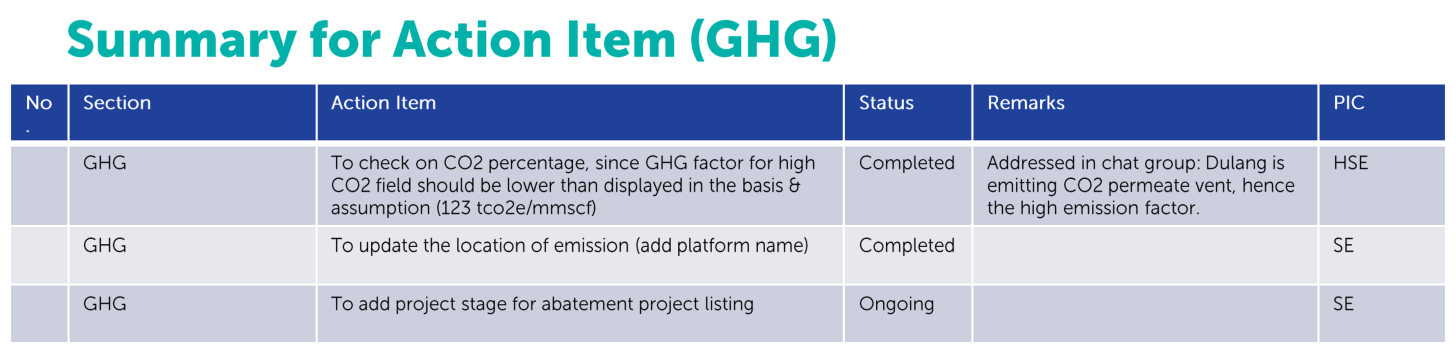 Summary for Action Item (GHG)
No
.
Section
Action Item
Status
Remarks
PIC
GHG
To check on CO2 percentage, since GHG factor for high
CO2 field should be lower than displayed in the basis &
assumption (123 tco2e/mmscf)
Completed
Addressed in chat group: Dulang is
emitting CO2 permeate vent, hence
the high emission factor.
HSE
GHG
To update the location of emission (add platform name)
Completed
SE
GHG
To add project stage for abatement project listing
Ongoing
SE